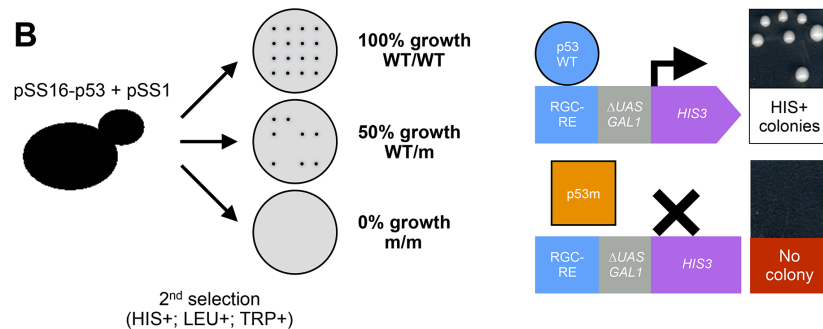 B
pSS16-p53 + pSS1
100% growth
WT/WT
50% growth
WT/m
0% growth
m/m
2nd selection
(HIS+; LEU+; TRP+)
p53
WT
RGC-
RE
ΔUAS
GAL1
HIS3
HIS+
colonies
p53m
RGC-
RE
ΔUAS
GAL1
HIS3
No
colony